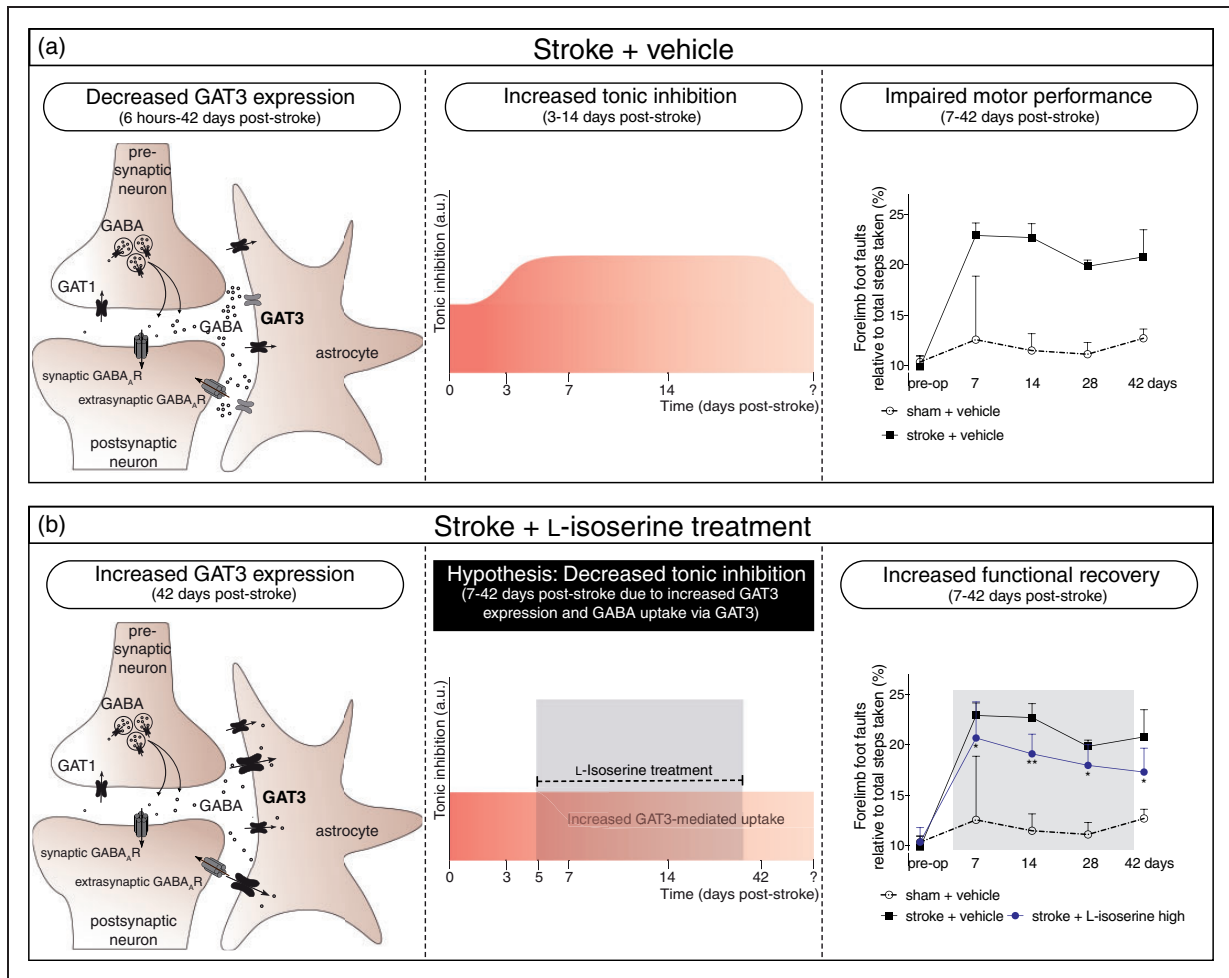 (a)
Stroke + vehicle
Decreased GAT3 expression
(6 hours-42 days post-stroke)
pre-
synaptic
neuron
GABA
GAT1
GABA
GAT3
astrocyte
synaptic GABAAR
extrasynaptic GABAAR
postsynaptic
neuron
Increased tonic inhibition
(3-14 days post-stroke)
Tonic inhibition (a.u.)
0 3 7 14 ?
Time (days post-stroke)
Impaired motor performance
(7-42 days post-stroke)
Forelimb foot faults
relative to total steps taken (%)
25
20
15
10
pre-op 7 14 28 42 days
sham + vehicle
stroke + vehicle
(b)
Stroke + L-isoserine treatment
Increased GAT3 expression
(42 days post-stroke)
pre-
synaptic
neuron
GABA
GAT1
GABA
GAT3
astrocyte
synaptic GABAAR
extrasynaptic GABAAR
postsynaptic
neuron
Hypothesis: Decreased tonic inhibition
(7-42 days post-stroke due to increased GAT3
expression and GABA uptake via GAT3)
Tonic inhibition (a.u.)
L-Isoserine treatment
Increased GAT3-mediated uptake
0 3 5 7 14 42 ?
Time (days post-stroke)
Increased functional recovery
(7-42 days post-stroke)
Forelimb foot faults
relative to total steps taken (%)
25
20
15
10
* ** * *
pre-op 7 14 28 42 days
sham + vehicle
stroke + vehicle stroke + L-isoserine high